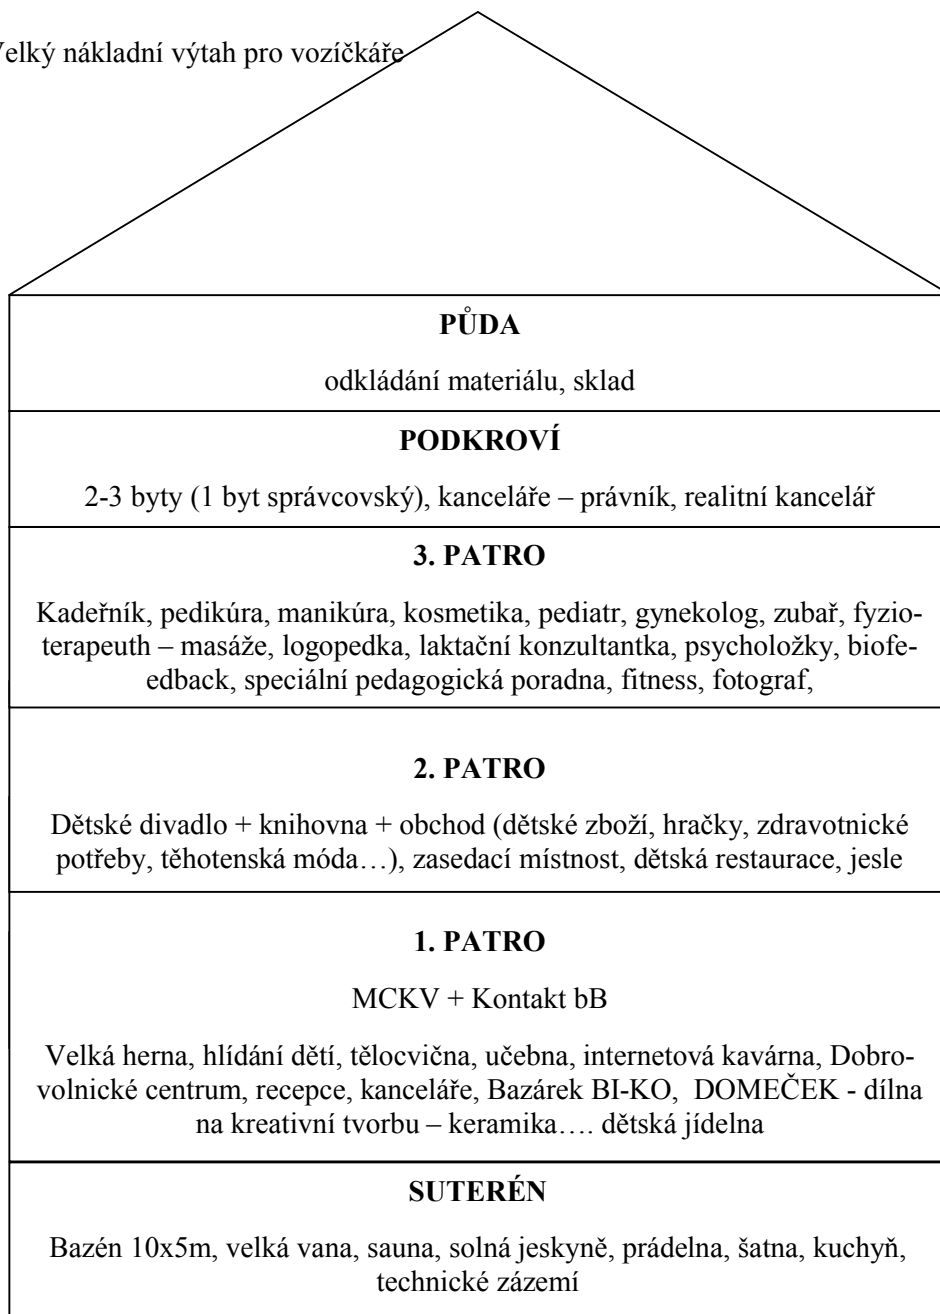 Velký nákladní výtah pro vozíčkáře
PŮDA
odkládání materiálu, sklad
PODKROVÍ
2-3 byty (1 byt správcovský), kanceláře – právník, realitní kancelář
3. PATRO
Kadeřník, pedikúra, manikúra, kosmetika, pediatr, gynekolog, zubař, fyzio-
terapeuth – masáže, logopedka, laktační konzultantka, psycholožky, biofe-
edback, speciální pedagogická poradna, fitness, fotograf,
2. PATRO
Dětské divadlo + knihovna + obchod (dětské zboží, hračky, zdravotnické
potřeby, těhotenská móda…), zasedací místnost, dětská restaurace, jesle
1. PATRO
MCKV + Kontakt bB
Velká herna, hlídání dětí, tělocvična, učebna, internetová kavárna, Dobro-
volnické centrum, recepce, kanceláře, Bazárek BI-KO, DOMEČEK - dílna
na kreativní tvorbu – keramika…. dětská jídelna
SUTERÉN
Bazén 10x5m, velká vana, sauna, solná jeskyně, prádelna, šatna, kuchyň,
technické zázemí